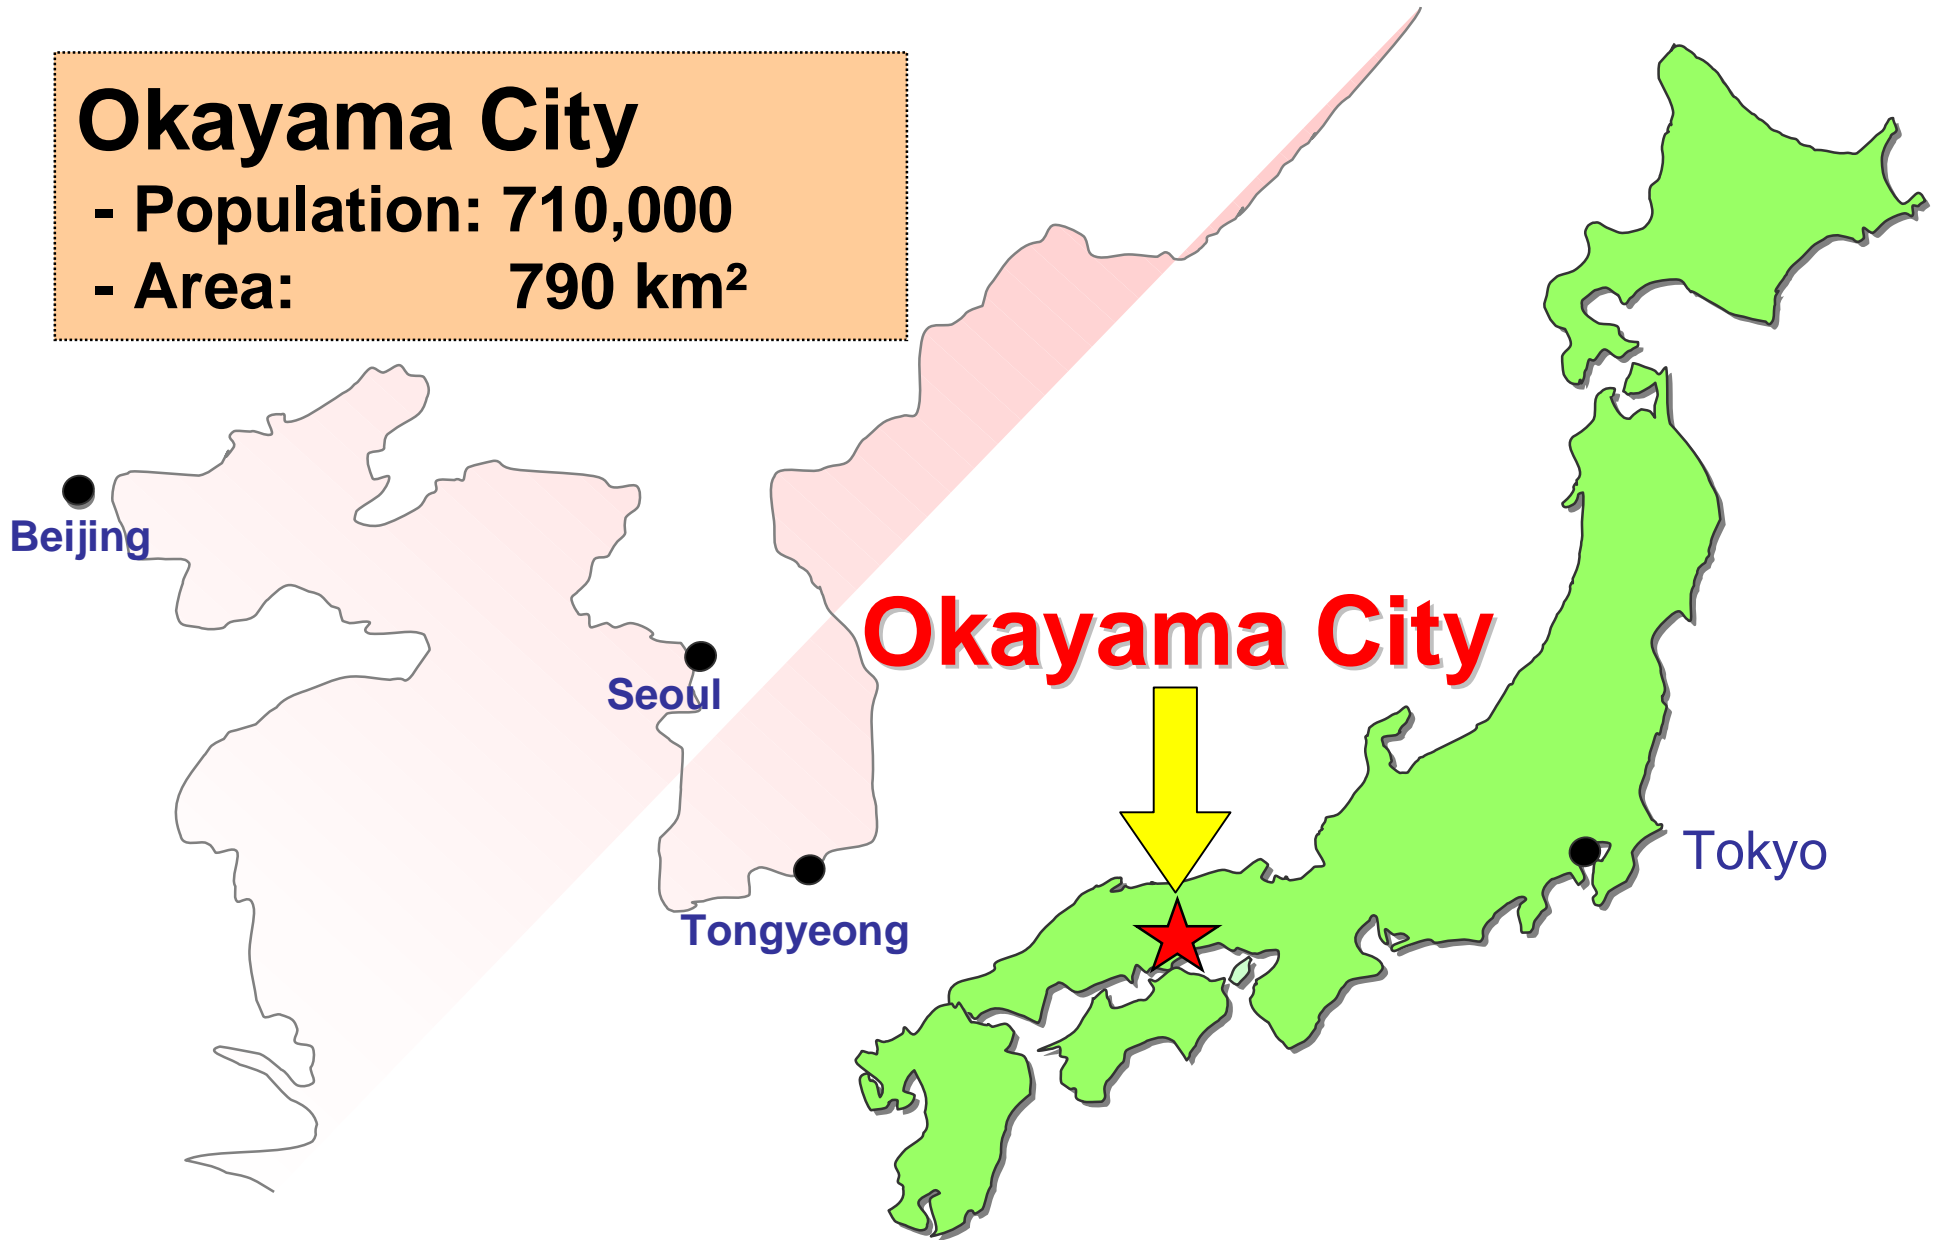 Okayama City
- Population: 710,000
- Area: 790 km²
Beijing
Okayama City
Seoul
Tokyo
Tongyeong